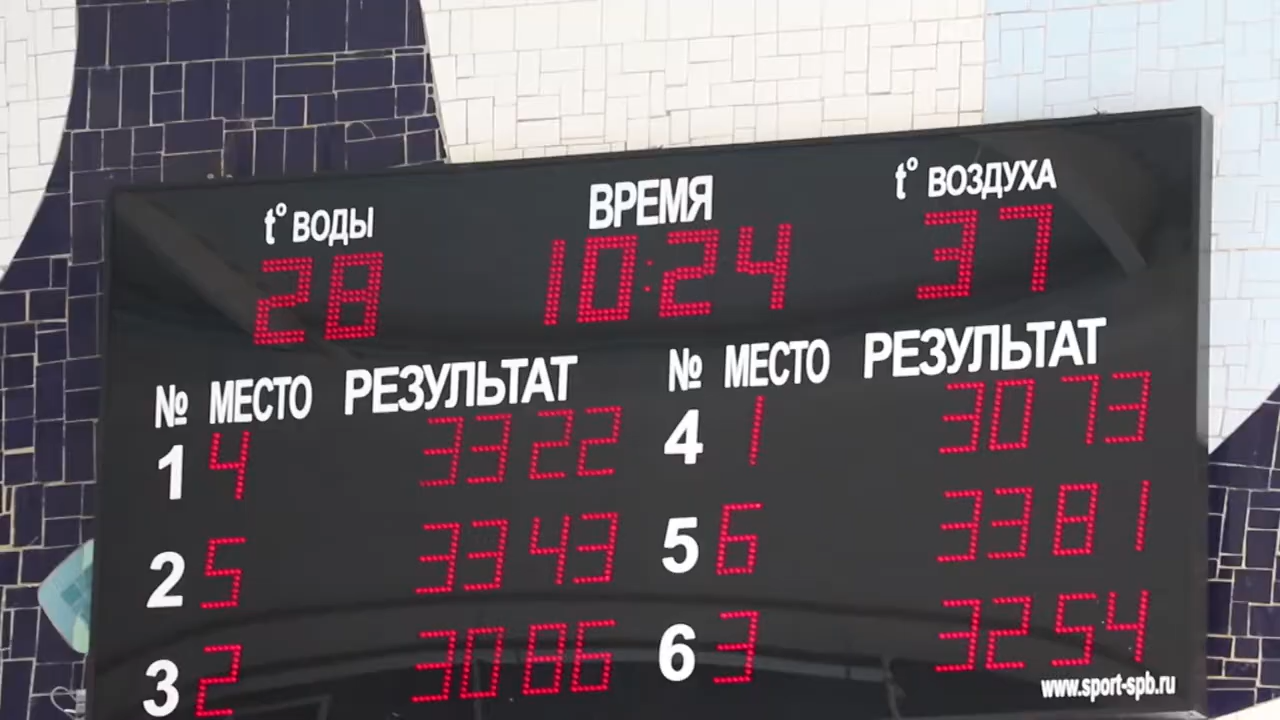 t° ВОДЫ ВРЕМЯ t° ВОЗДУХА
28 10:24 37
№ МЕСТО РЕЗУЛЬТАТ № МЕСТО РЕЗУЛЬТАТ
1 4 33 22 4 1 30 73
2 5 33 43 5 6 33 81
3 2 30 86 6 3 32 54
www.sport-spb.ru